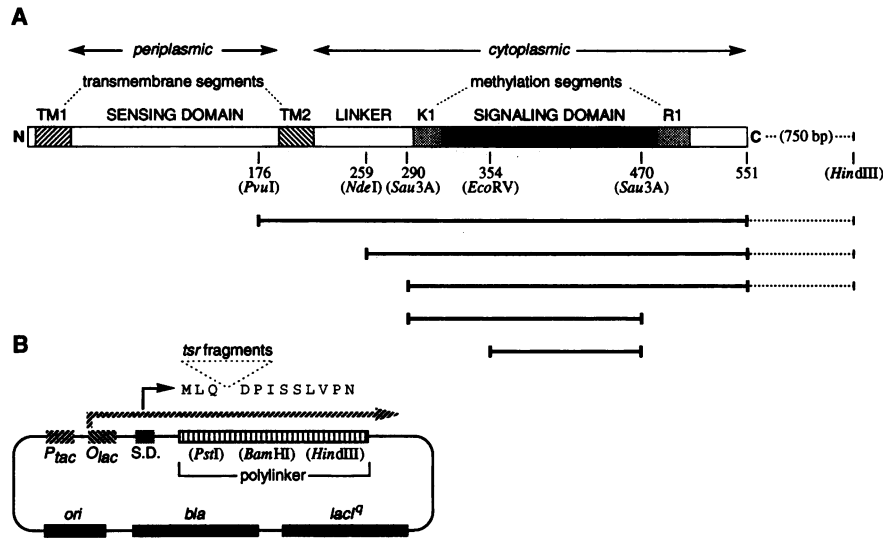 A
periplasmic
cytoplasmic
transmembrane segments
methylation segments
TM1 SENSING DOMAIN TM2 LINKER K1 SIGNALING DOMAIN R1
N C (750 bp)
176 259 290 354 470 551 (HindIII)
(PvuI) (NdeI) (Sau3A) (EcoRV) (Sau3A)
B
tsr fragments
M L Q D P I S S L V P N
Ptac Olac S.D. (PstI) (BamHI) (HindIII)
polylinker
ori bla lacIq